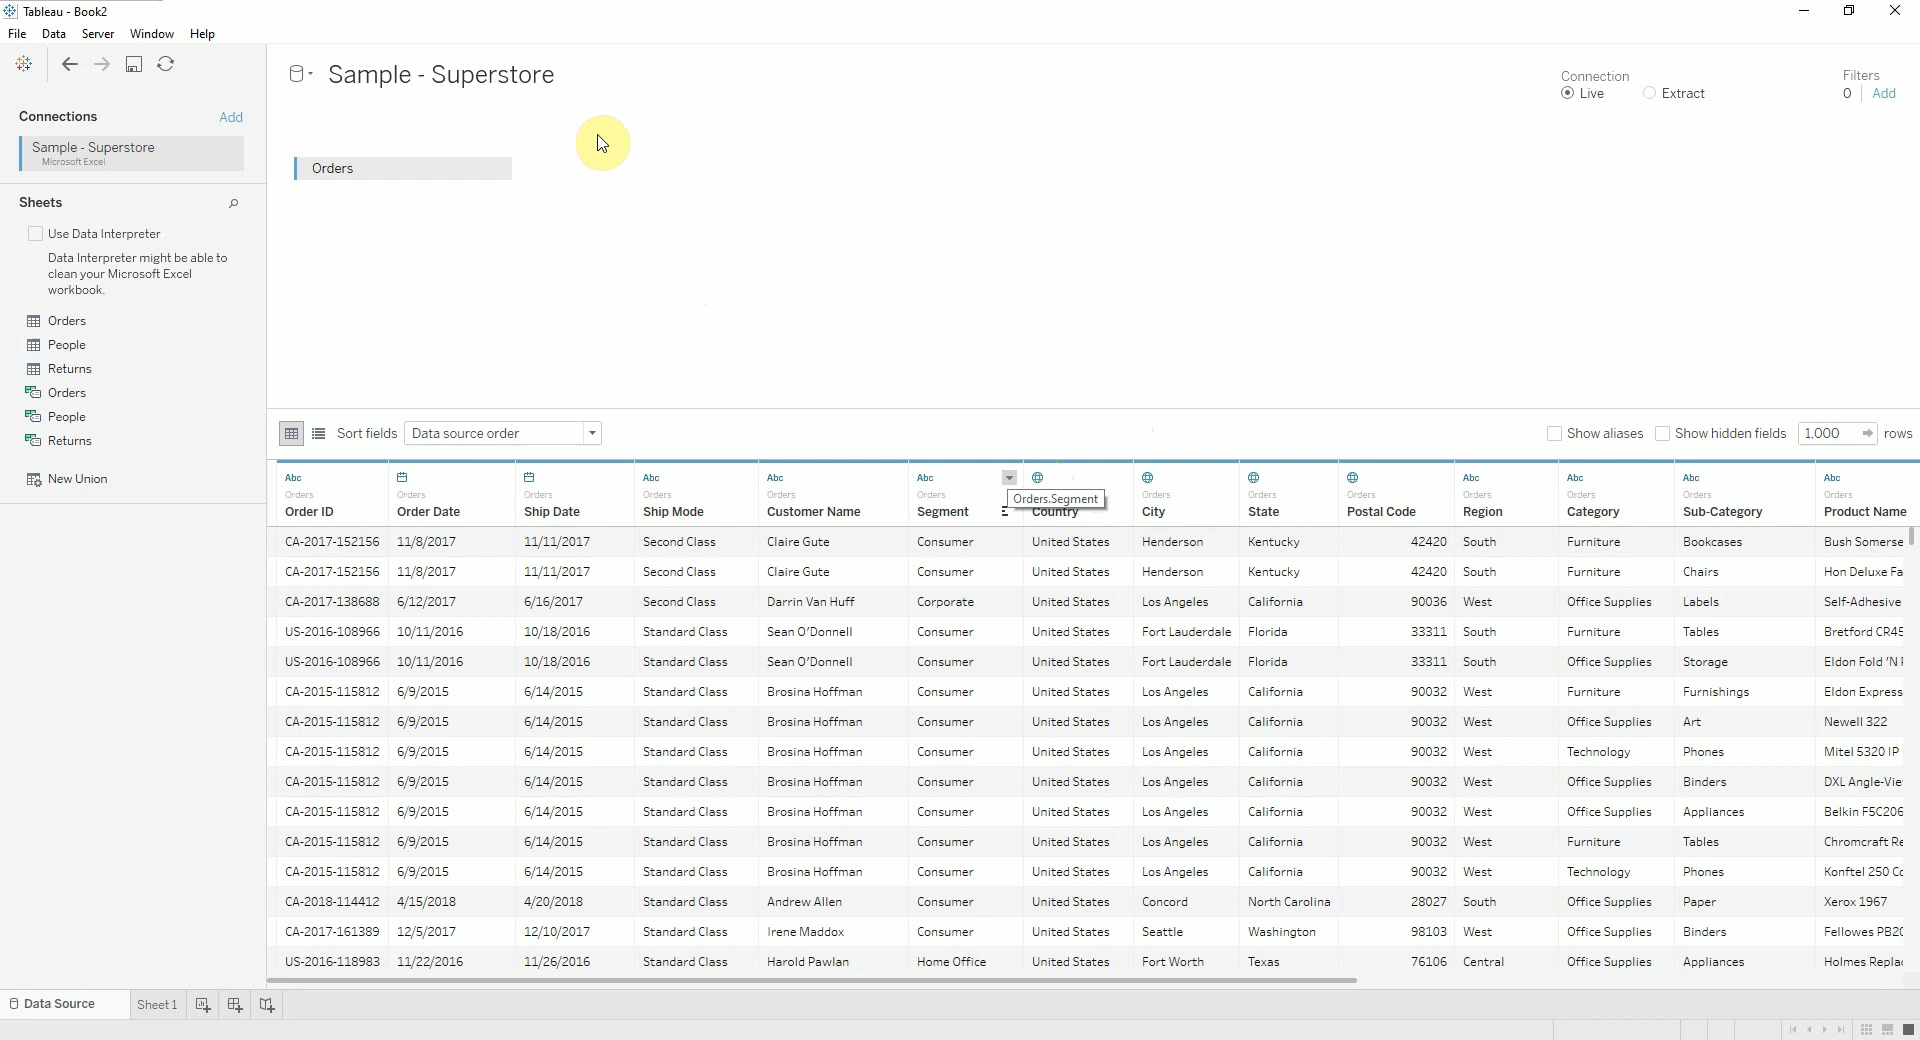 Tableau - Book2
File Data Server Window Help
Sample - Superstore
Connection
Live Extract
Filters
0 Add
Connections Add
Sample - Superstore
Microsoft Excel
Orders
Sheets
Use Data Interpreter
Data Interpreter might be able to
clean your Microsoft Excel
workbook.
Orders
People
Returns
Orders
People
Returns
New Union
Sort fields Data source order Show aliases Show hidden fields 1,000 rows
Abc Abc Abc Abc Abc Abc Abc Abc
Orders Orders Orders Orders Orders Orders Orders.Segment Orders Orders Orders Orders Orders Orders Orders
Order ID Order Date Ship Date Ship Mode Customer Name Segment Country City State Postal Code Region Category Sub-Category Product Name
CA-2017-152156 11/8/2017 11/11/2017 Second Class Claire Gute Consumer United States Henderson Kentucky 42420 South Furniture Bookcases Bush Somerse
CA-2017-152156 11/8/2017 11/11/2017 Second Class Claire Gute Consumer United States Henderson Kentucky 42420 South Furniture Chairs Hon Deluxe Fa
CA-2017-138688 6/12/2017 6/16/2017 Second Class Darrin Van Huff Corporate United States Los Angeles California 90036 West Office Supplies Labels Self-Adhesive
US-2016-108966 10/11/2016 10/18/2016 Standard Class Sean O'Donnell Consumer United States Fort Lauderdale Florida 33311 South Furniture Tables Bretford CR45
US-2016-108966 10/11/2016 10/18/2016 Standard Class Sean O'Donnell Consumer United States Fort Lauderdale Florida 33311 South Office Supplies Storage Eldon Fold 'N
CA-2015-115812 6/9/2015 6/14/2015 Standard Class Brosina Hoffman Consumer United States Los Angeles California 90032 West Furniture Furnishings Eldon Express
CA-2015-115812 6/9/2015 6/14/2015 Standard Class Brosina Hoffman Consumer United States Los Angeles California 90032 West Office Supplies Art Newell 322
CA-2015-115812 6/9/2015 6/14/2015 Standard Class Brosina Hoffman Consumer United States Los Angeles California 90032 West Technology Phones Mitel 5320 IP
CA-2015-115812 6/9/2015 6/14/2015 Standard Class Brosina Hoffman Consumer United States Los Angeles California 90032 West Office Supplies Binders DXL Angle-Vie
CA-2015-115812 6/9/2015 6/14/2015 Standard Class Brosina Hoffman Consumer United States Los Angeles California 90032 West Office Supplies Appliances Belkin F5C206
CA-2015-115812 6/9/2015 6/14/2015 Standard Class Brosina Hoffman Consumer United States Los Angeles California 90032 West Furniture Tables Chromcraft Re
CA-2015-115812 6/9/2015 6/14/2015 Standard Class Brosina Hoffman Consumer United States Los Angeles California 90032 West Technology Phones Konftel 250 Co
CA-2018-114412 4/15/2018 4/20/2018 Standard Class Andrew Allen Consumer United States Concord North Carolina 28027 South Office Supplies Paper Xerox 1967
CA-2017-161389 12/5/2017 12/10/2017 Standard Class Irene Maddox Consumer United States Seattle Washington 98103 West Office Supplies Binders Fellowes PB20
US-2016-118983 11/22/2016 11/26/2016 Standard Class Harold Pawlan Home Office United States Fort Worth Texas 76106 Central Office Supplies Appliances Holmes Replac
Data Source Sheet 1